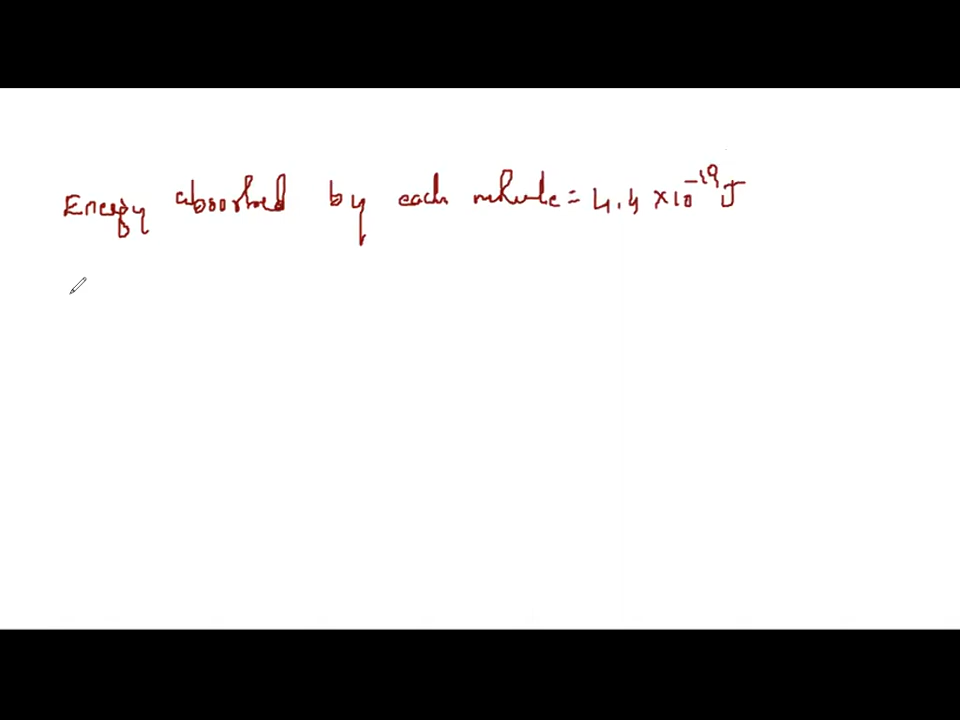 Energy absorbed by each molecule = 4.4 × 10⁻¹⁹ J